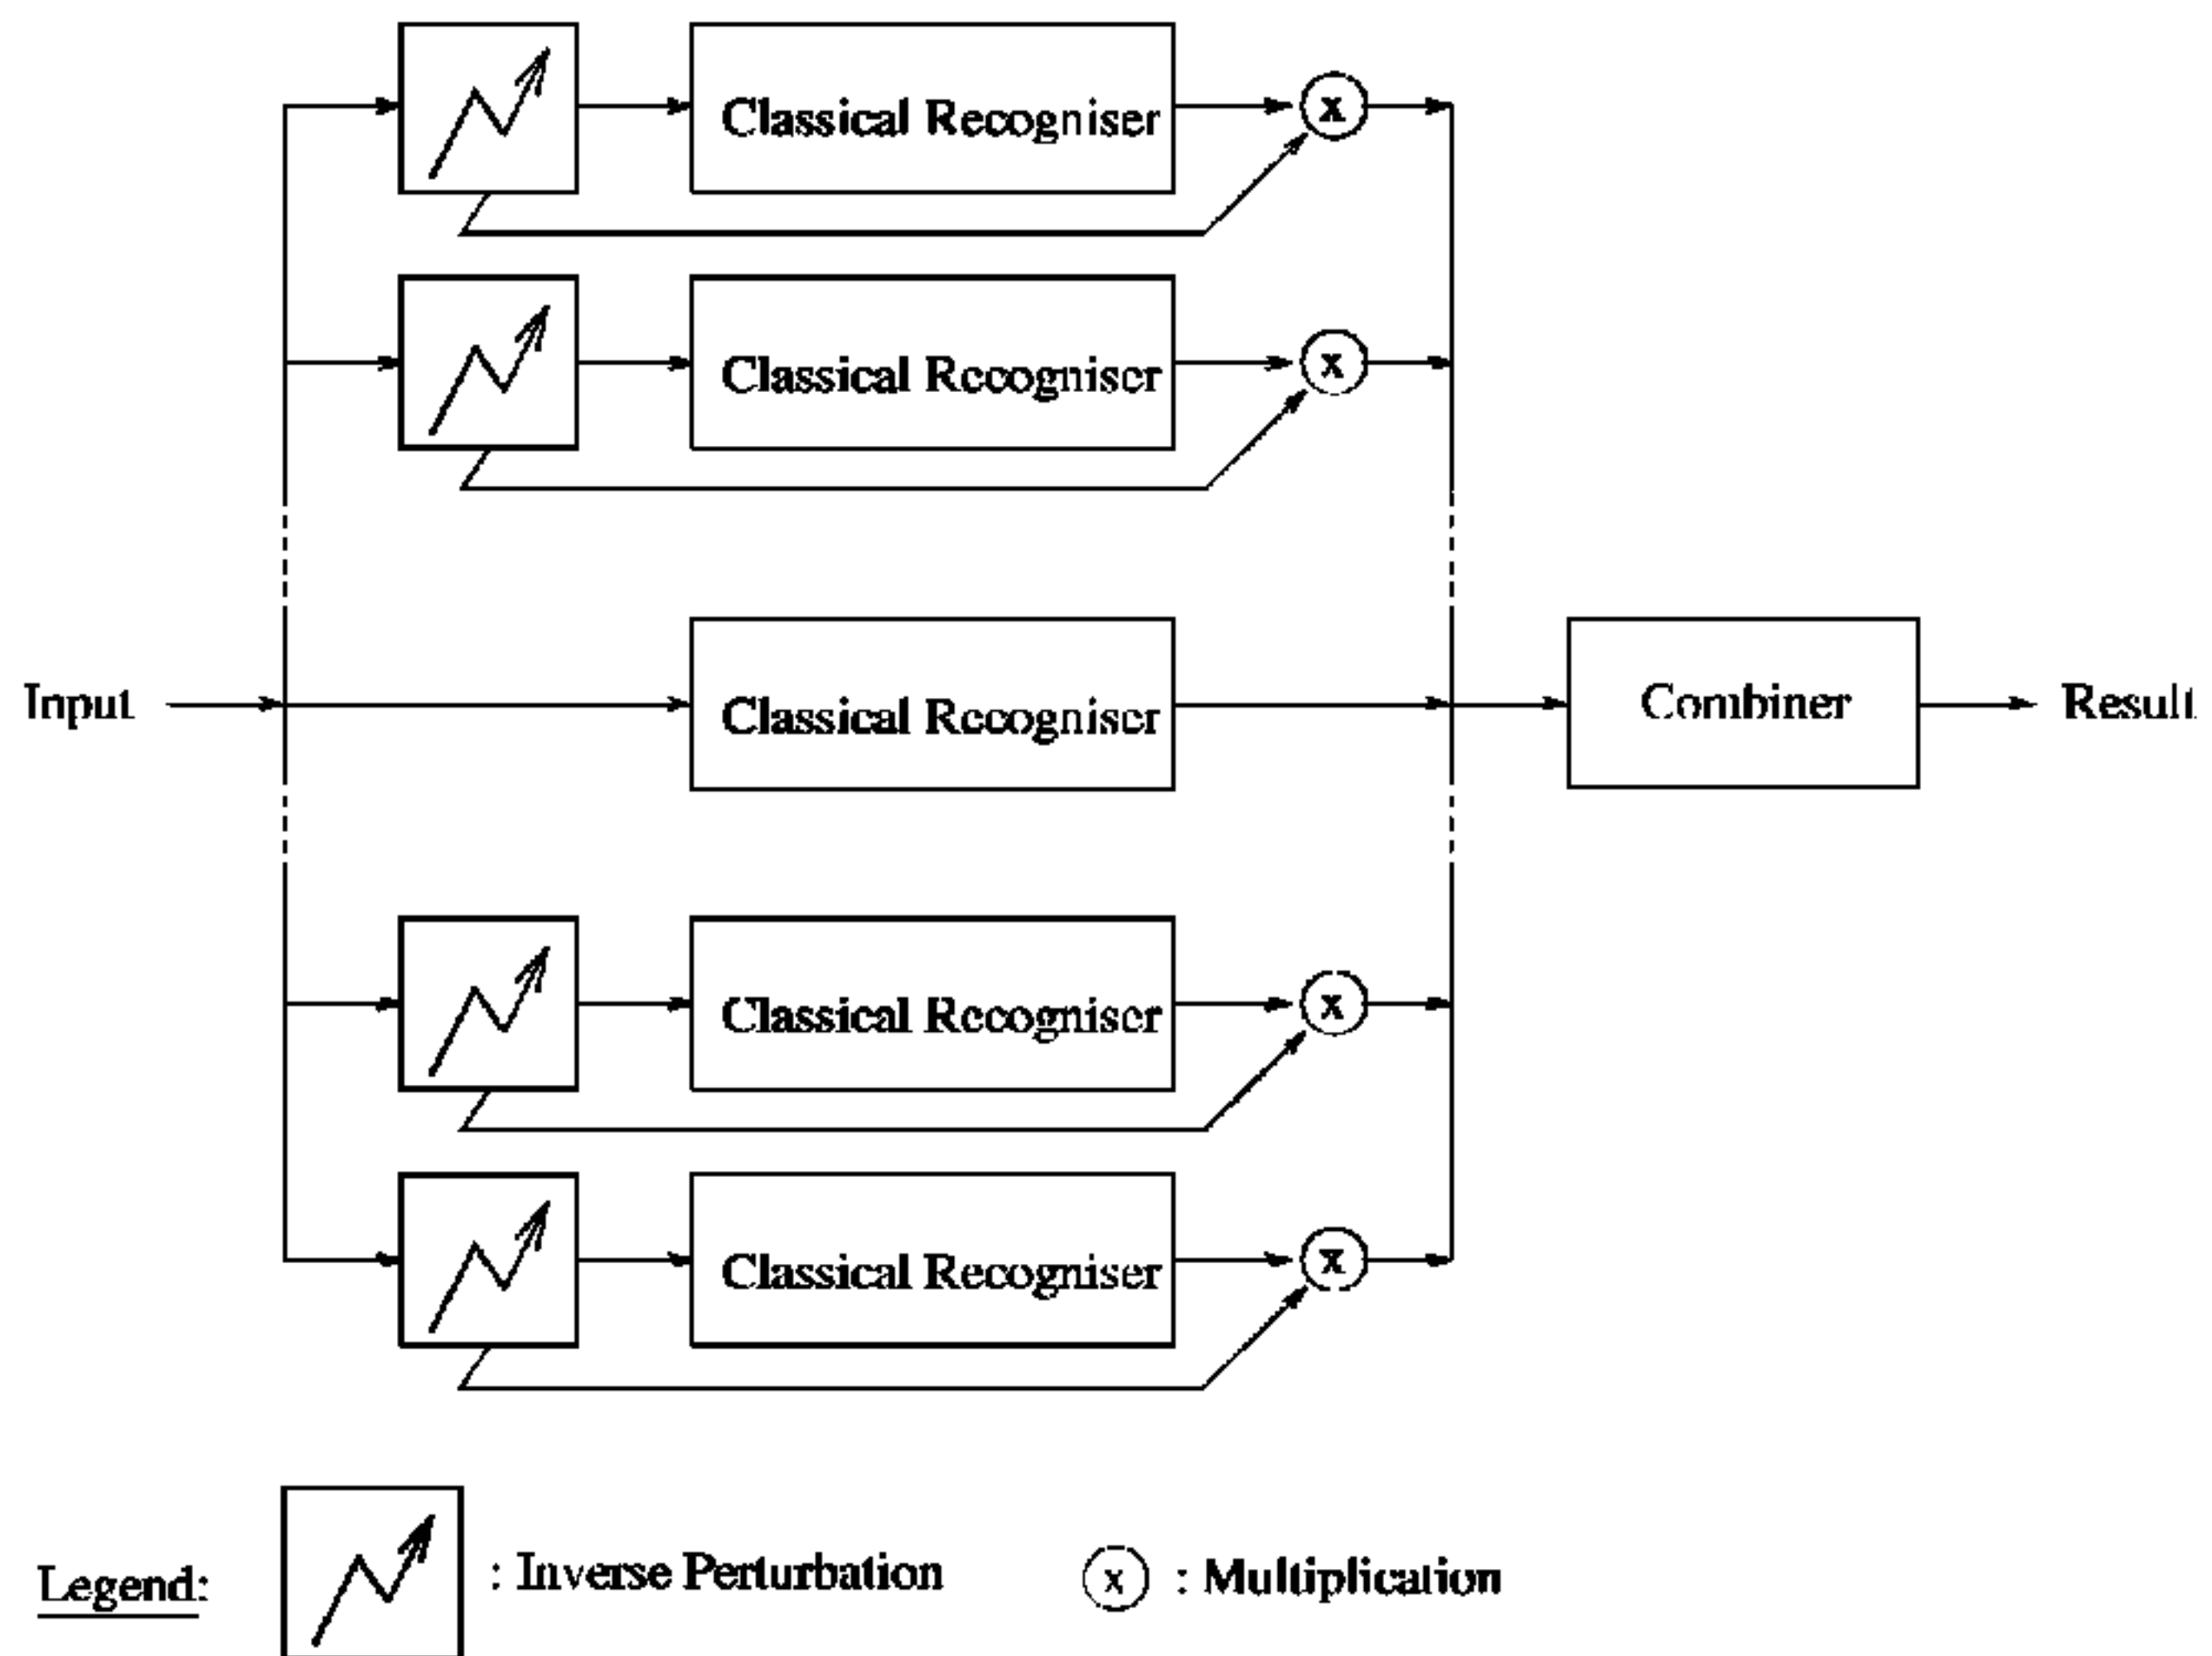 Classical Recogniser
x
Classical Recogniser
x
Input
Classical Recogniser
Combiner
Result
Classical Recogniser
x
Classical Recogniser
x
Legend:
: Inverse Perturbation
x
: Multiplication